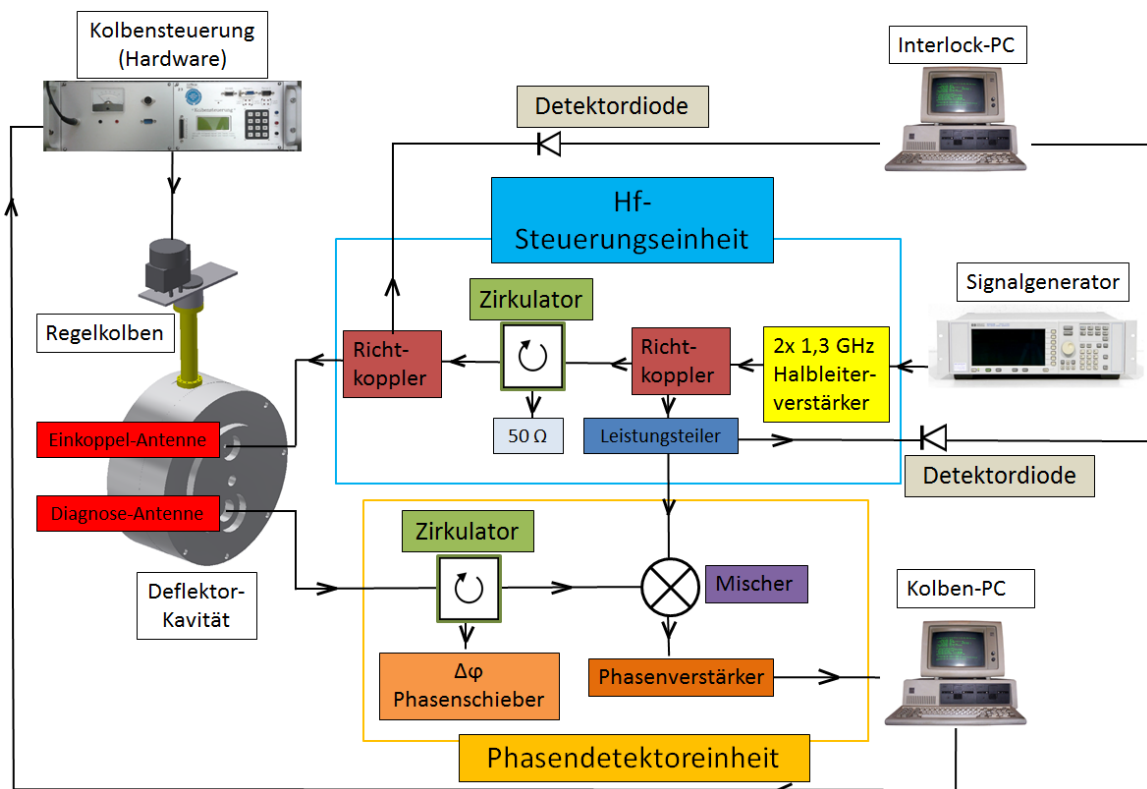 Kolbensteuerung
(Hardware)
Interlock-PC
Detektordiode
Hf-
Steuerungseinheit
Signalgenerator
Zirkulator
Regelkolben
Richt-
koppler
Richt-
koppler
2x 1,3 GHz
Halbleiter-
verstärker
Einkoppel-Antenne
50 Ω
Leistungsteiler
Detektordiode
Diagnose-Antenne
Zirkulator
Mischer
Deflektor-
Kavität
Kolben-PC
Δφ
Phasenschieber
Phasenverstärker
Phasendetektoreinheit